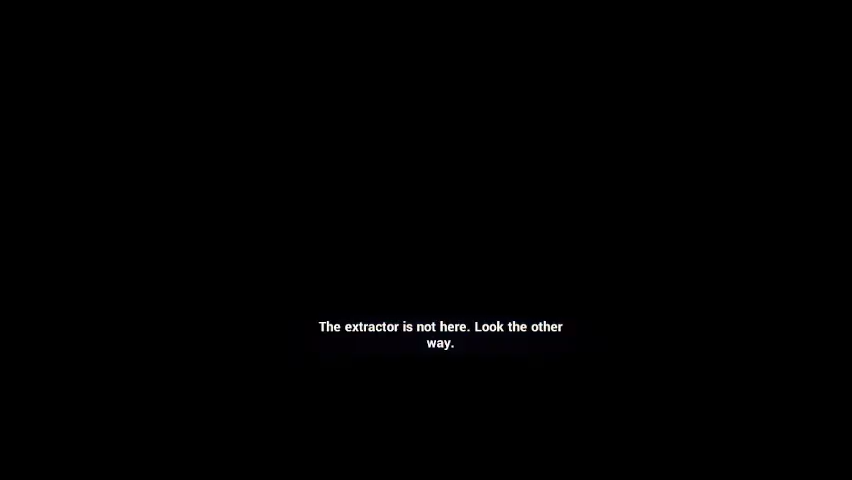 The extractor is not here. Look the other
way.